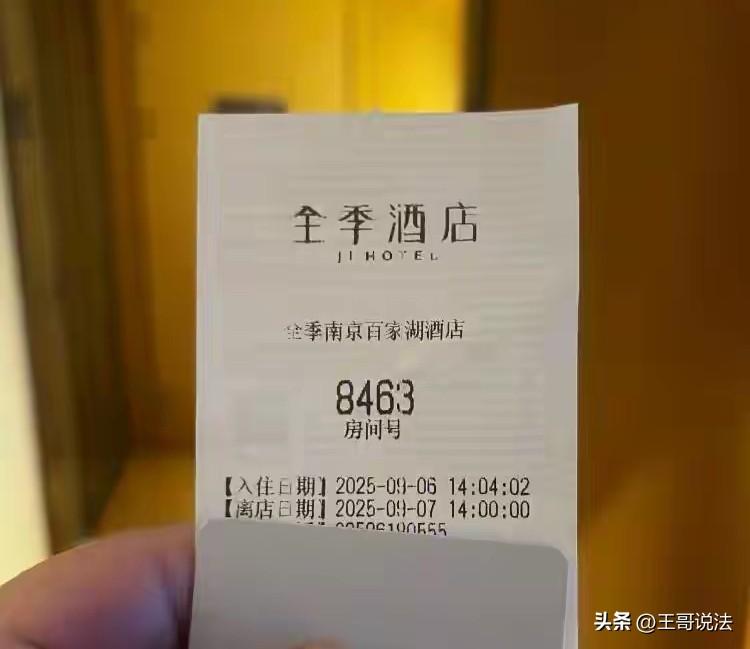 全季酒店
JI HOTEL
全季南京百家湖酒店
8463
房间号
【入住日期】2025-09-06 14:04:02
【离店日期】2025-09-07 14:00:00
头条 @王哥说法